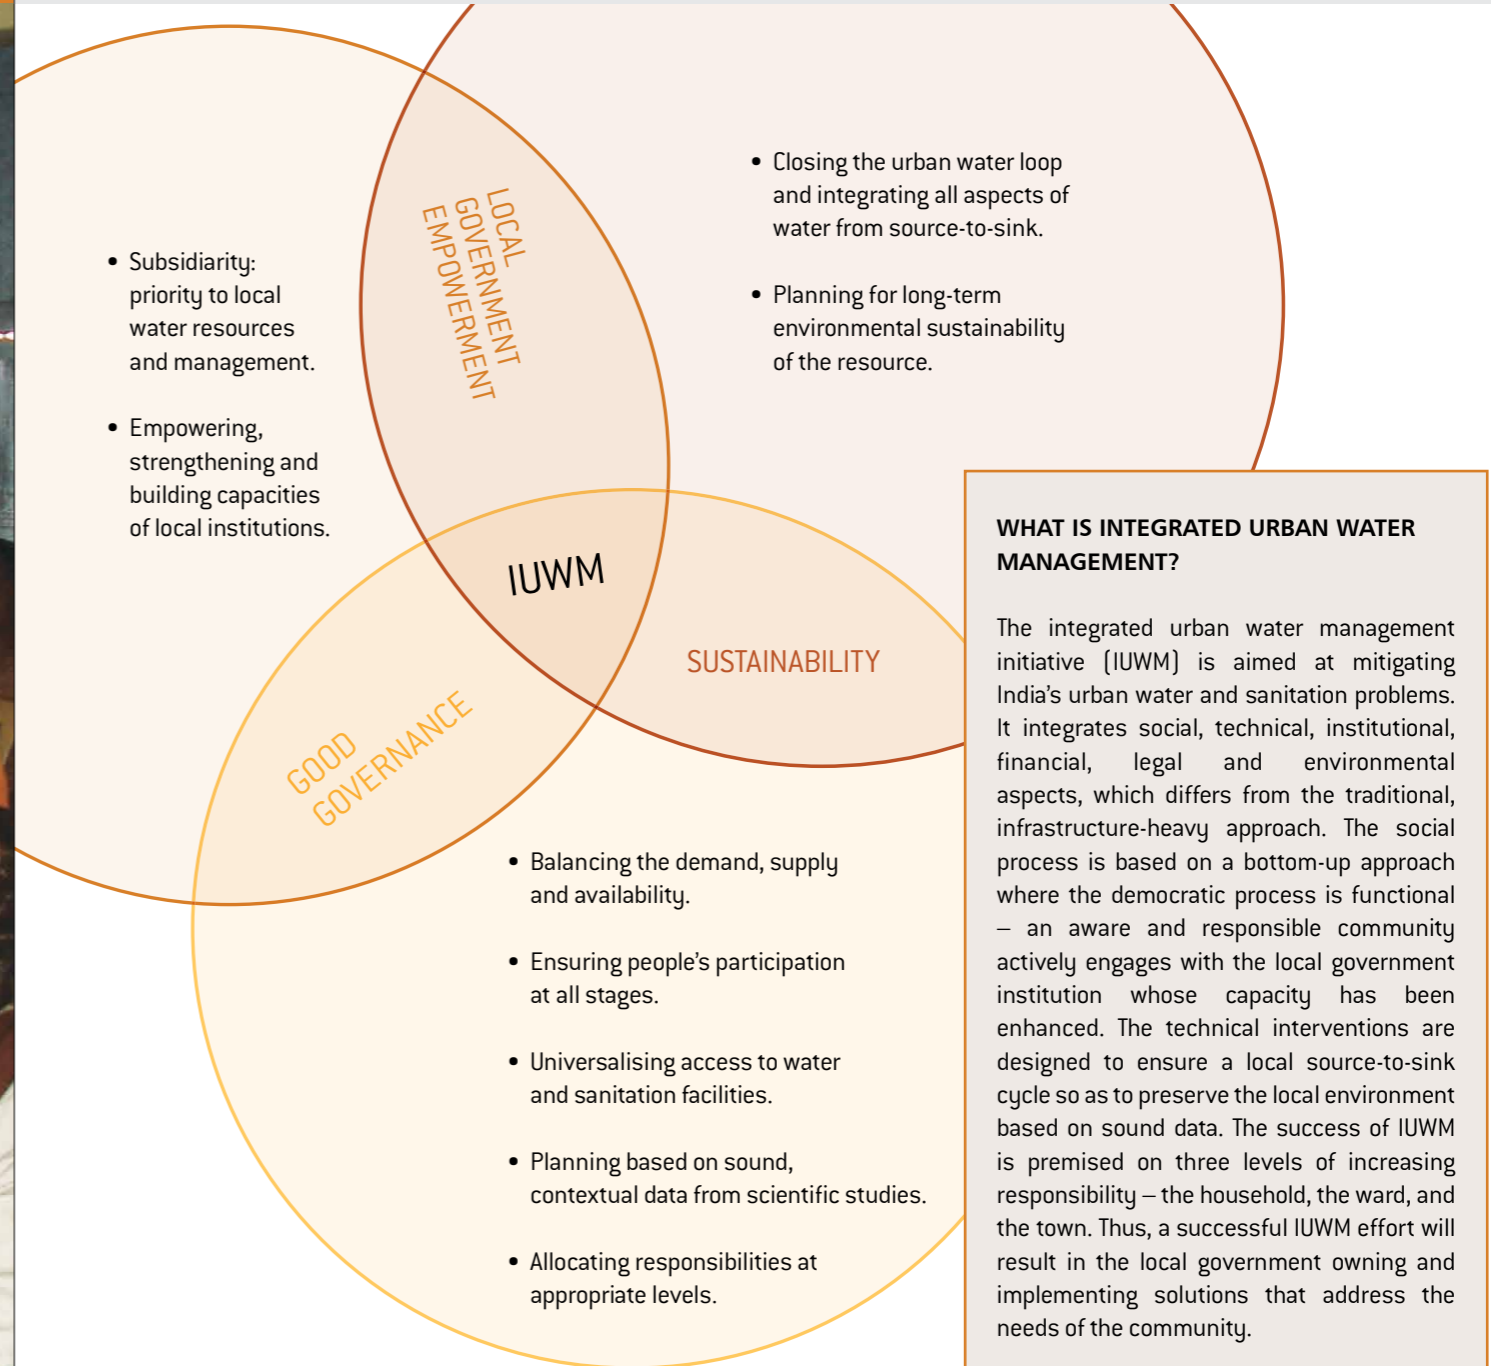 • Subsidiarity:
priority to local
water resources
and management.
• Empowering,
strengthening and
building capacities
of local institutions.
LOCAL
GOVERNMENT
EMPOWERMENT
• Closing the urban water loop
and integrating all aspects of
water from source-to-sink.
• Planning for long-term
environmental sustainability
of the resource.
IUWM
SUSTAINABILITY
GOOD
GOVERNANCE
• Balancing the demand, supply
and availability.
• Ensuring people’s participation
at all stages.
• Universalising access to water
and sanitation facilities.
• Planning based on sound,
contextual data from scientific studies.
• Allocating responsibilities at
appropriate levels.
WHAT IS INTEGRATED URBAN WATER
MANAGEMENT?
The integrated urban water management
initiative (IUWM) is aimed at mitigating
India’s urban water and sanitation problems.
It integrates social, technical, institutional,
financial, legal and environmental
aspects, which differs from the traditional,
infrastructure-heavy approach. The social
process is based on a bottom-up approach
where the democratic process is functional
– an aware and responsible community
actively engages with the local government
institution whose capacity has been
enhanced. The technical interventions are
designed to ensure a local source-to-sink
cycle so as to preserve the local environment
based on sound data. The success of IUWM
is premised on three levels of increasing
responsibility – the household, the ward, and
the town. Thus, a successful IUWM effort will
result in the local government owning and
implementing solutions that address the
needs of the community.